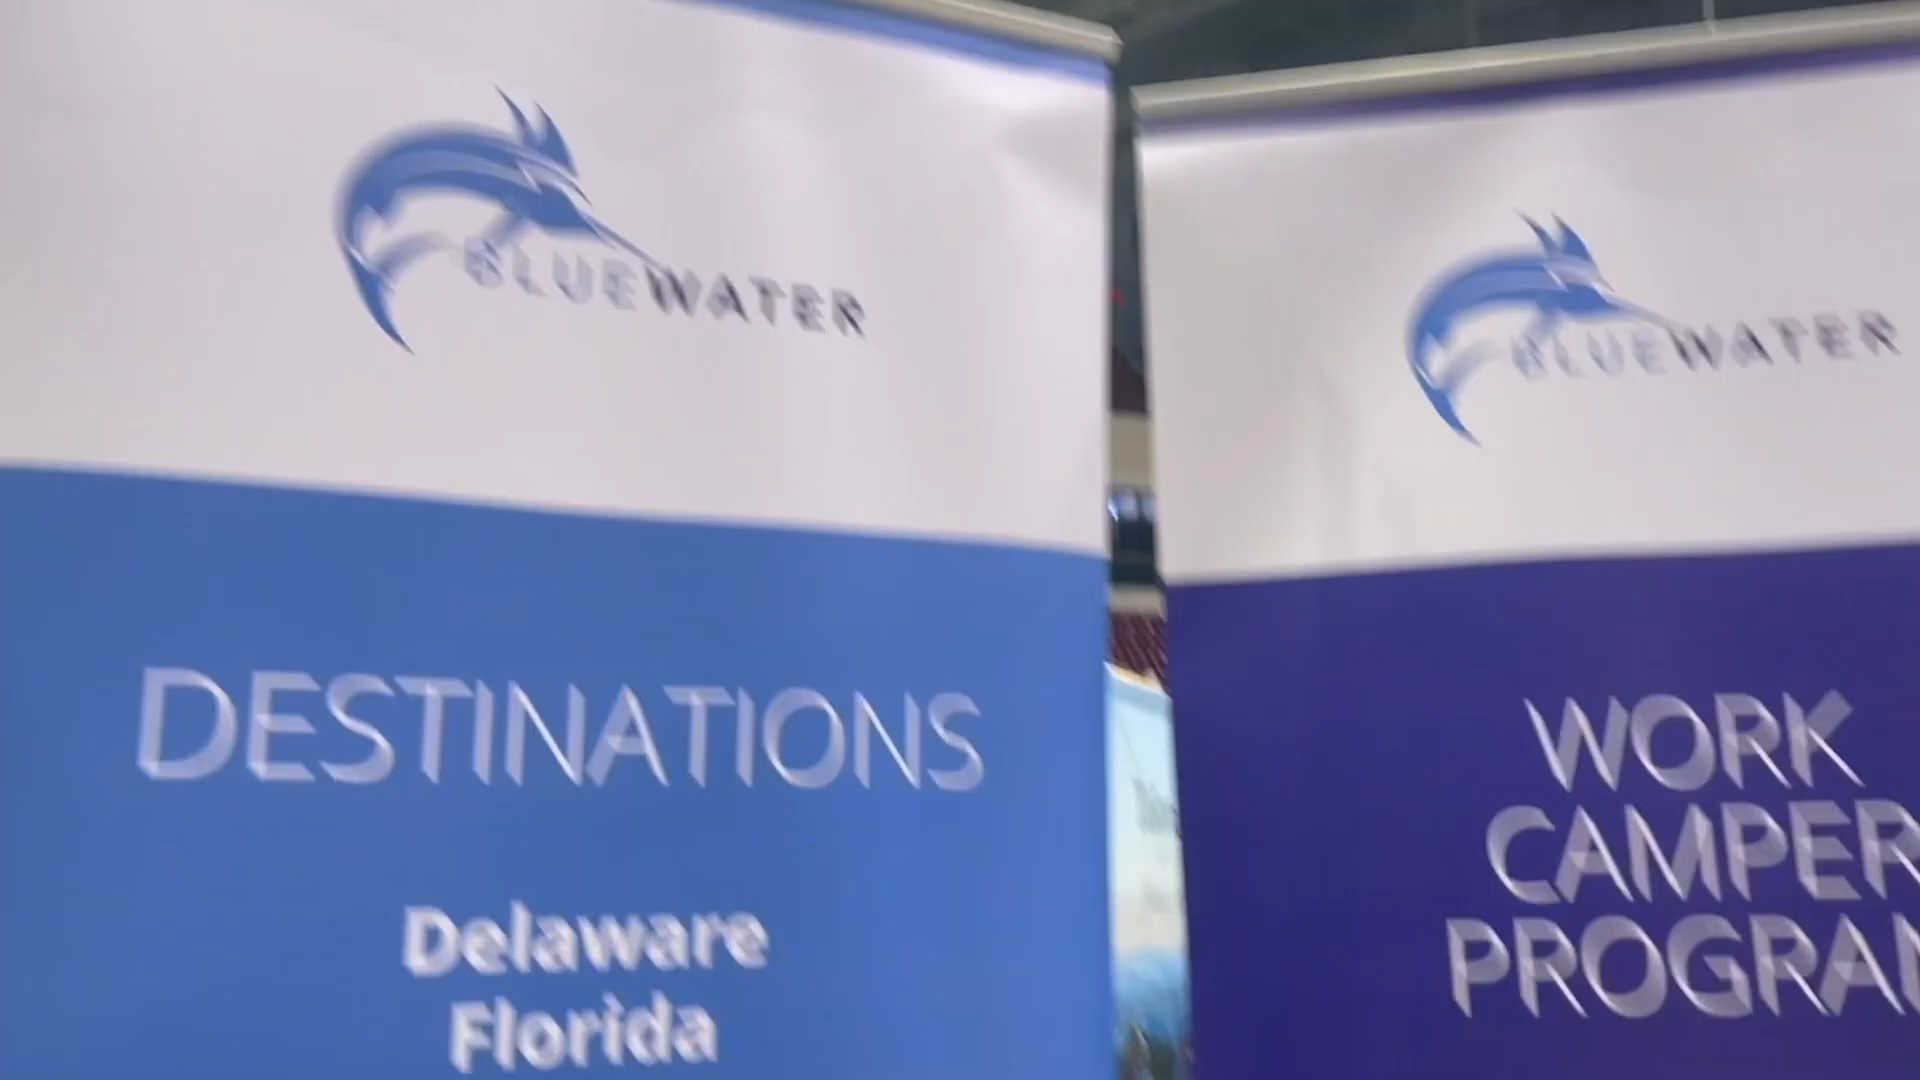 BLUEWATER
DESTINATIONS
Delaware
Florida
BLUEWATER
WORK
CAMPER
PROGRAM